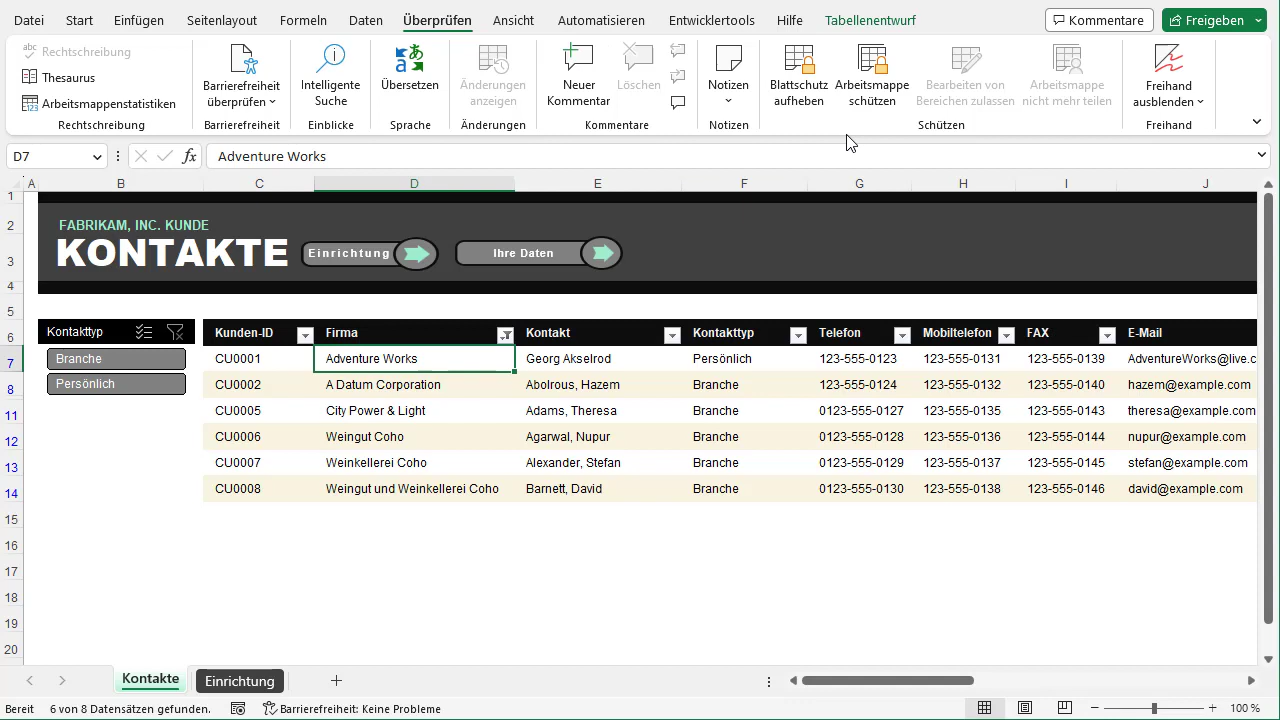 Datei Start Einfügen Seitenlayout Formeln Daten Überprüfen Ansicht Automatisieren Entwicklertools Hilfe Tabellenentwurf Kommentare Freigeben
abc Rechtschreibung
Thesaurus
123 Arbeitsmappenstatistiken
Rechtschreibung
Barrierefreiheit
überprüfen
Barrierefreiheit
Intelligente
Suche
Einblicke
Übersetzen
Sprache
Änderungen
anzeigen
Änderungen
Neuer
Kommentar
Löschen
Kommentare
Notizen
Notizen
Blattschutz
aufheben
Arbeitsmappe
schützen
Bearbeiten von
Bereichen zulassen
Arbeitsmappe
nicht mehr teilen
Schützen
Freihand
ausblenden
Freihand
D7 fx Adventure Works
A B C D E F G H I J
1
2 FABRIKAM, INC. KUNDE
3 KONTAKTE Einrichtung Ihre Daten
4
5
6 Kontakttyp Kunden-ID Firma Kontakt Kontakttyp Telefon Mobiltelefon FAX E-Mail
7 Branche CU0001 Adventure Works Georg Akselrod Persönlich 123-555-0123 123-555-0131 123-555-0139 AdventureWorks@live.c
8 Persönlich CU0002 A Datum Corporation Abolrous, Hazem Branche 123-555-0124 123-555-0132 123-555-0140 hazem@example.com
11 CU0005 City Power & Light Adams, Theresa Branche 0123-555-0127 123-555-0135 123-555-0143 theresa@example.com
12 CU0006 Weingut Coho Agarwal, Nupur Branche 0123-555-0128 123-555-0136 123-555-0144 nupur@example.com
13 CU0007 Weinkellerei Coho Alexander, Stefan Branche 0123-555-0129 123-555-0137 123-555-0145 stefan@example.com
14 CU0008 Weingut und Weinkellerei Coho Barnett, David Branche 0123-555-0130 123-555-0138 123-555-0146 david@example.com
15
16
17
18
19
20
Kontakte Einrichtung
Bereit 6 von 8 Datensätzen gefunden. Barrierefreiheit: Keine Probleme 100 %